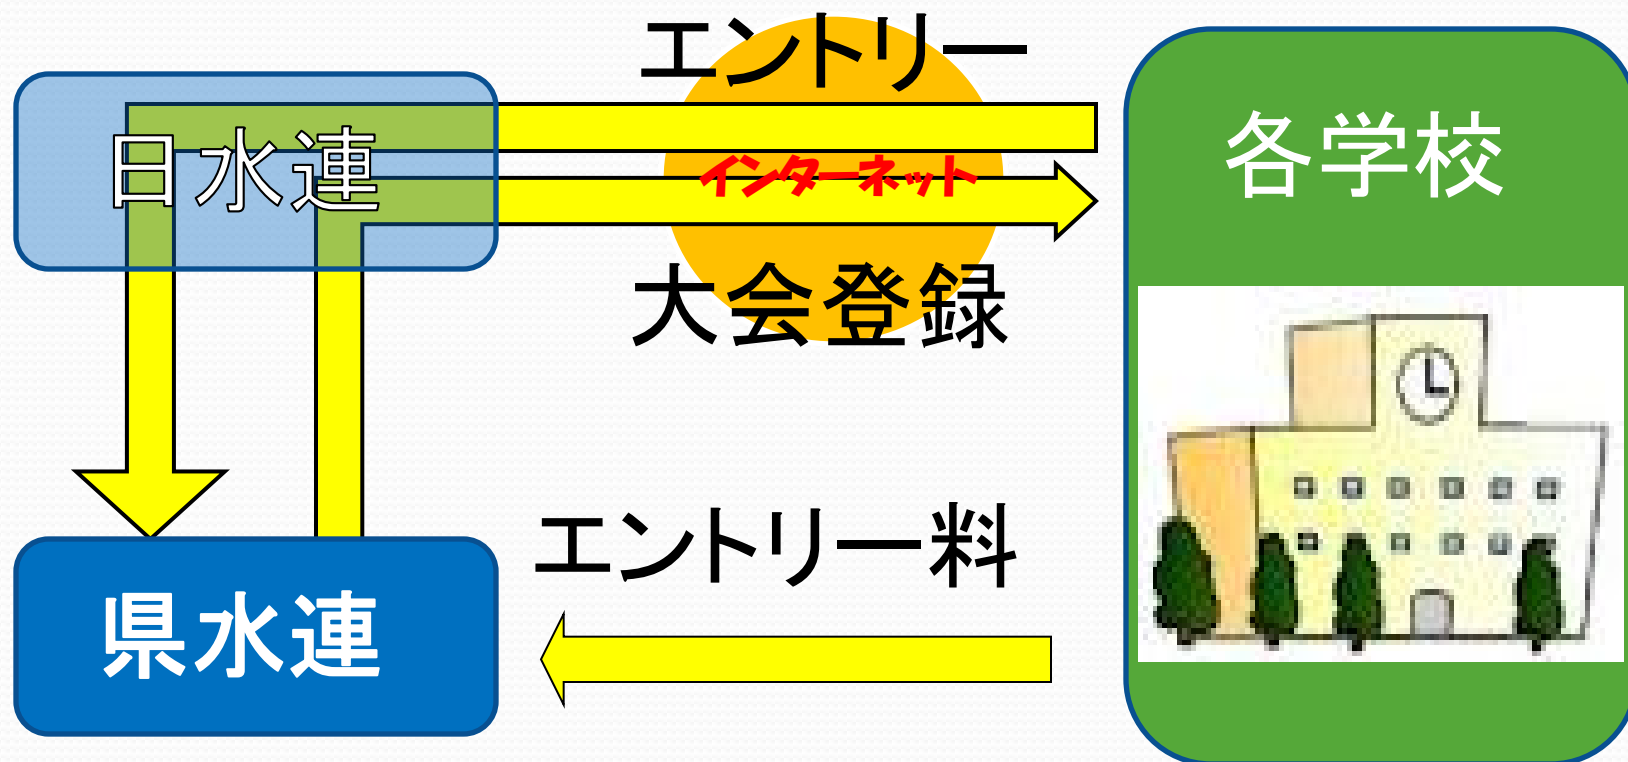 エントリー
日水連
インターネット
各学校
大会登録
エントリー料
県水連